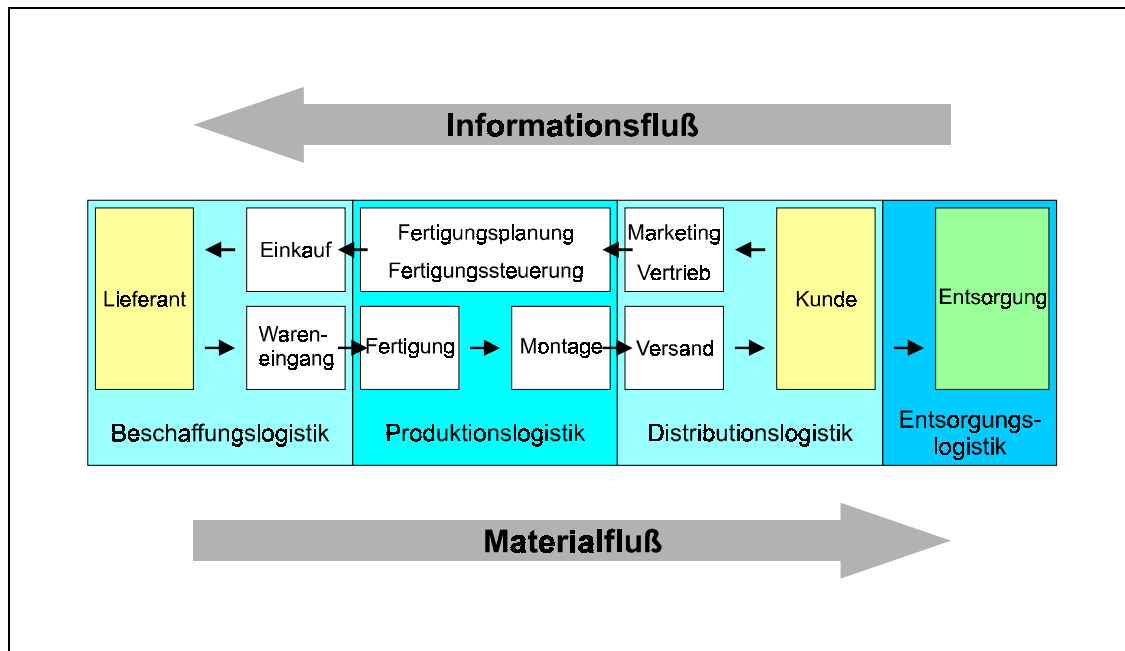 Informationsfluß
Lieferant
Einkauf
Waren-
eingang
Fertigungsplanung
Fertigungssteuerung
Fertigung
Montage
Marketing
Vertrieb
Versand
Kunde
Entsorgung
Beschaffungslogistik
Produktionslogistik
Distributionslogistik
Entsorgungs-
logistik
Materialfluß